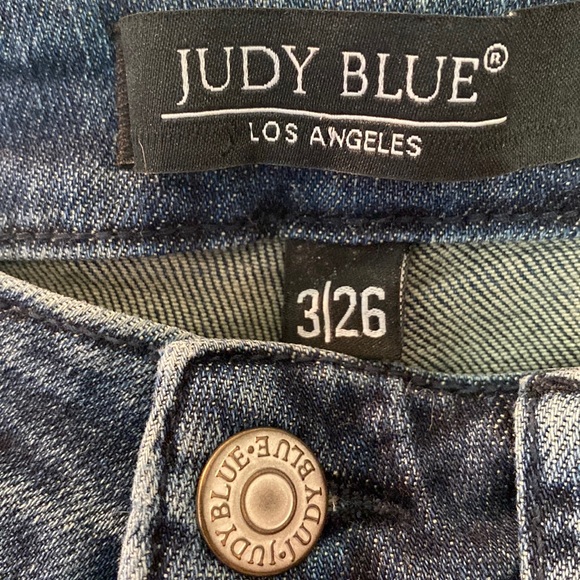 JUDY BLUE®
LOS ANGELES
3/26
JUDY BLUE • JUDY BLUE •